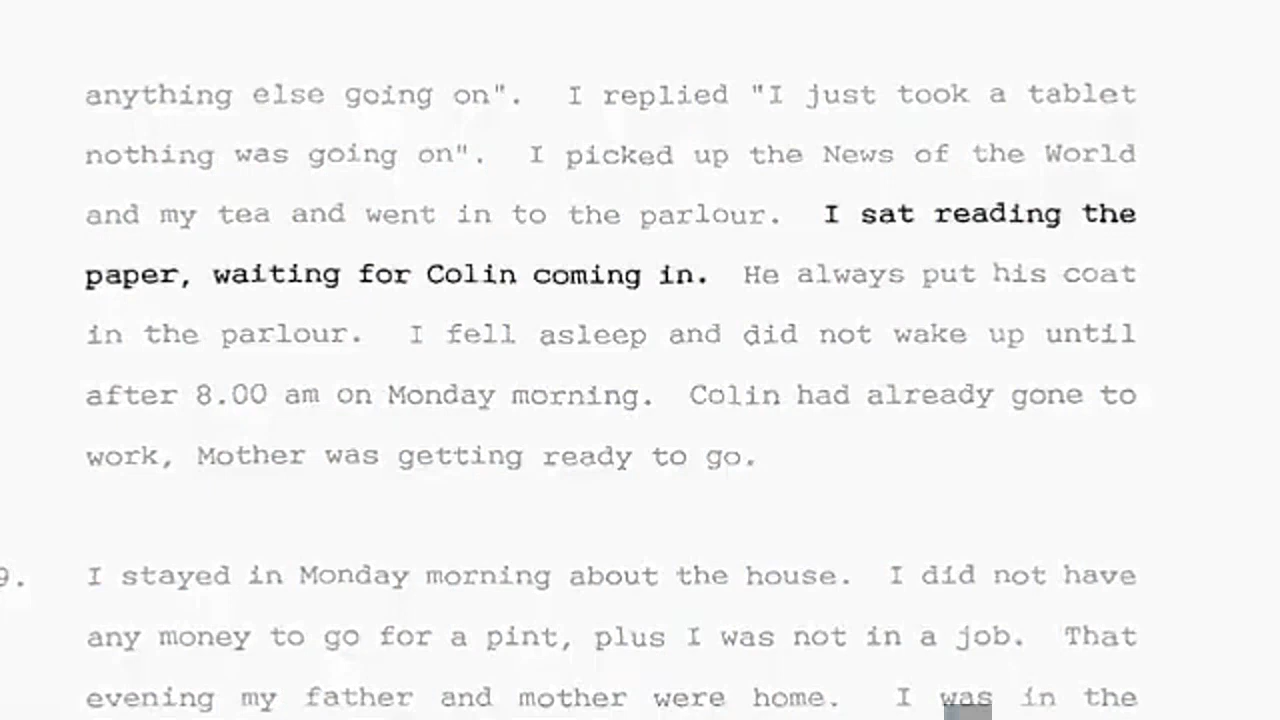 anything else going on". I replied "I just took a tablet
nothing was going on". I picked up the News of the World
and my tea and went in to the parlour. I sat reading the
paper, waiting for Colin coming in. He always put his coat
in the parlour. I fell asleep and did not wake up until
after 8.00 am on Monday morning. Colin had already gone to
work, Mother was getting ready to go.
9. I stayed in Monday morning about the house. I did not have
any money to go for a pint, plus I was not in a job. That
evening my father and mother were home. I was in the